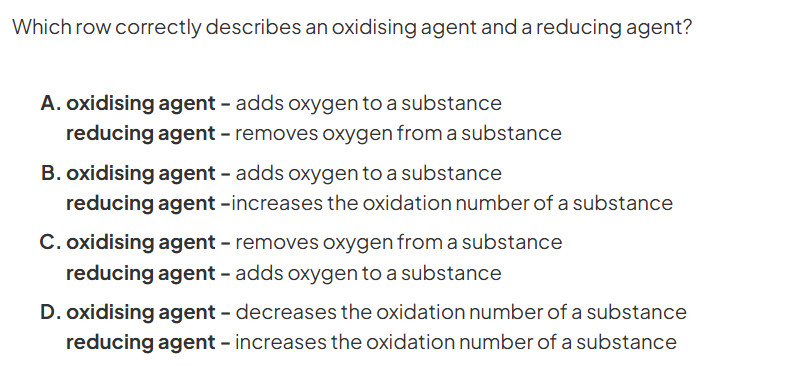 Which row correctly describes an oxidising agent and a reducing agent?
A. oxidising agent – adds oxygen to a substance
reducing agent – removes oxygen from a substance
B. oxidising agent – adds oxygen to a substance
reducing agent –increases the oxidation number of a substance
C. oxidising agent – removes oxygen from a substance
reducing agent – adds oxygen to a substance
D. oxidising agent – decreases the oxidation number of a substance
reducing agent – increases the oxidation number of a substance